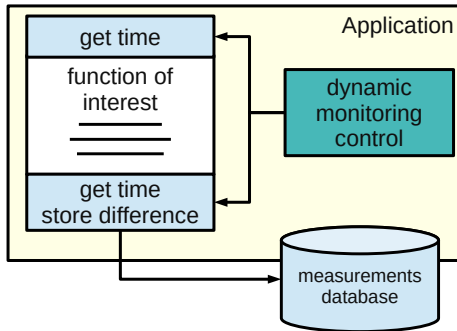 Application
get time
function of
interest
dynamic
monitoring
control
get time
store difference
measurements
database